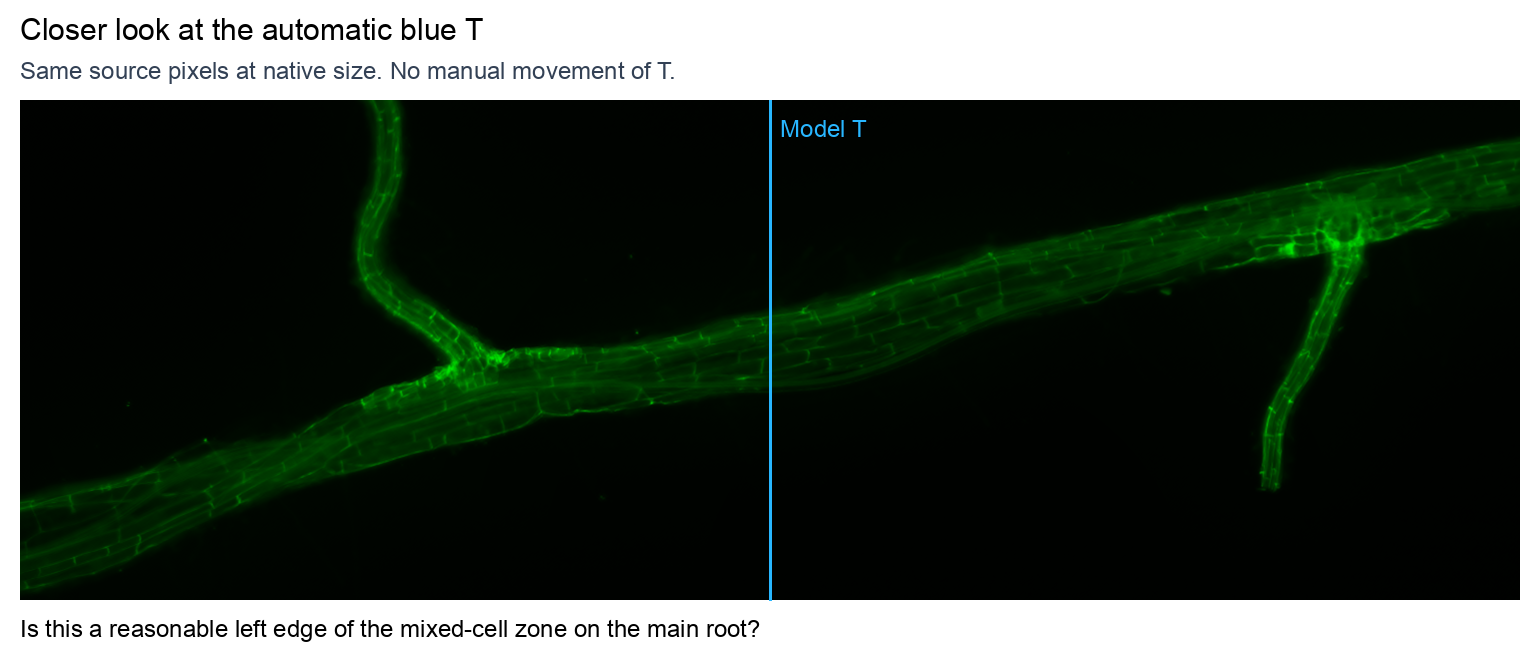 Closer look at the automatic blue T
Same source pixels at native size. No manual movement of T.
Model T
Is this a reasonable left edge of the mixed-cell zone on the main root?